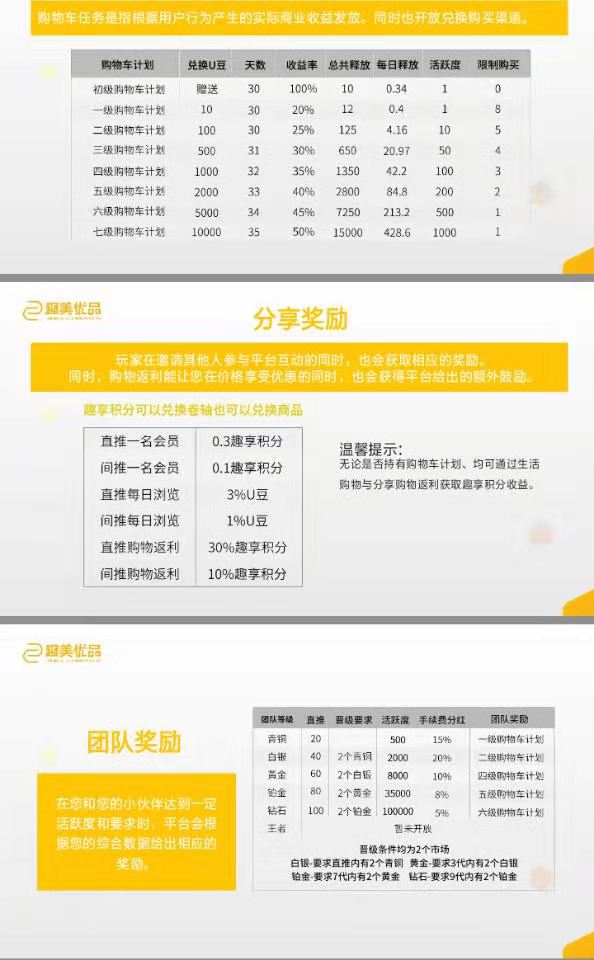 购物车任务是指根据用户行为产生的实际商业收益发放。同时也开放兑换购买渠道。
购物车计划 兑换U豆 天数 收益率 总共释放 每日释放 活跃度 限制购买
初级购物车计划 赠送 30 100% 10 0.34 1 0
一级购物车计划 10 30 20% 12 0.4 1 8
二级购物车计划 100 30 25% 125 4.16 10 5
三级购物车计划 500 31 30% 650 20.97 50 4
四级购物车计划 1000 32 35% 1350 42.2 100 3
五级购物车计划 2000 33 40% 2800 84.8 200 2
六级购物车计划 5000 34 45% 7250 213.2 500 1
七级购物车计划 10000 35 50% 15000 428.6 1000 1
趣美优品
分享奖励
玩家在邀请其他人参与平台互动的同时，也会获取相应的奖励。
同时，购物返利能让您在价格享受优惠的同时，也会获得平台给出的额外鼓励。
趣享积分可以兑换卷轴也可以兑换商品
直推一名会员 0.3趣享积分
间推一名会员 0.1趣享积分
直推每日浏览 3%U豆
间推每日浏览 1%U豆
直推购物返利 30%趣享积分
间推购物返利 10%趣享积分
温馨提示：
无论是否持有购物车计划、均可通过生活
购物与分享购物返利获取趣享积分收益。
趣美优品
团队奖励
在您和您的小伙伴达到一定
活跃度和要求时，平台会根
据您的综合数据给出相应的
奖励。
团队等级 直推 晋级要求 活跃度 手续费分红 团队奖励
青铜 20 500 15% 一级购物车计划
白银 40 2个青铜 2000 20% 二级购物车计划
黄金 60 2个白银 8000 10% 四级购物车计划
铂金 80 2个黄金 35000 8% 五级购物车计划
钻石 100 2个铂金 100000 5% 六级购物车计划
王者 暂未开放
晋级条件均为2个市场
白银-要求直推内有2个青铜 黄金-要求3代内有2个白银
铂金-要求7代内有2个黄金 钻石-要求9代内有2个铂金